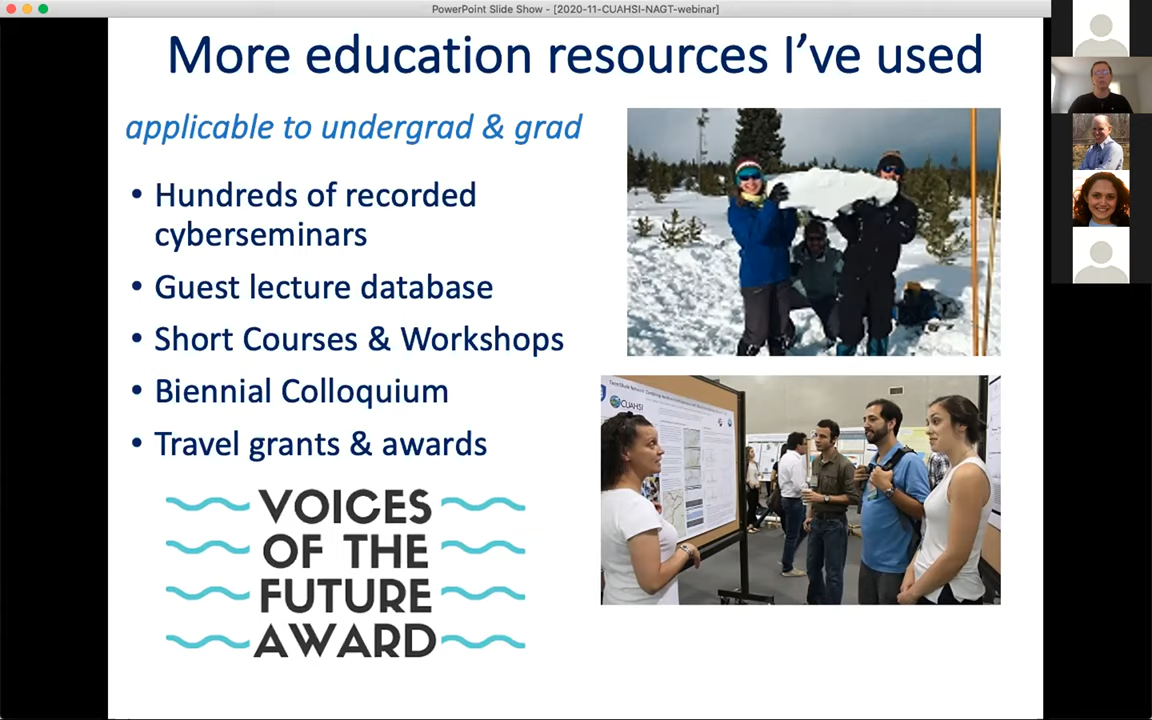 PowerPoint Slide Show - [2020-11-CUAHSI-NAGT-webinar]
More education resources I've used
applicable to undergrad & grad
• Hundreds of recorded
cyberseminars
• Guest lecture database
• Short Courses & Workshops
• Biennial Colloquium
• Travel grants & awards
VOICES
OF THE
FUTURE
AWARD
CUAHSI